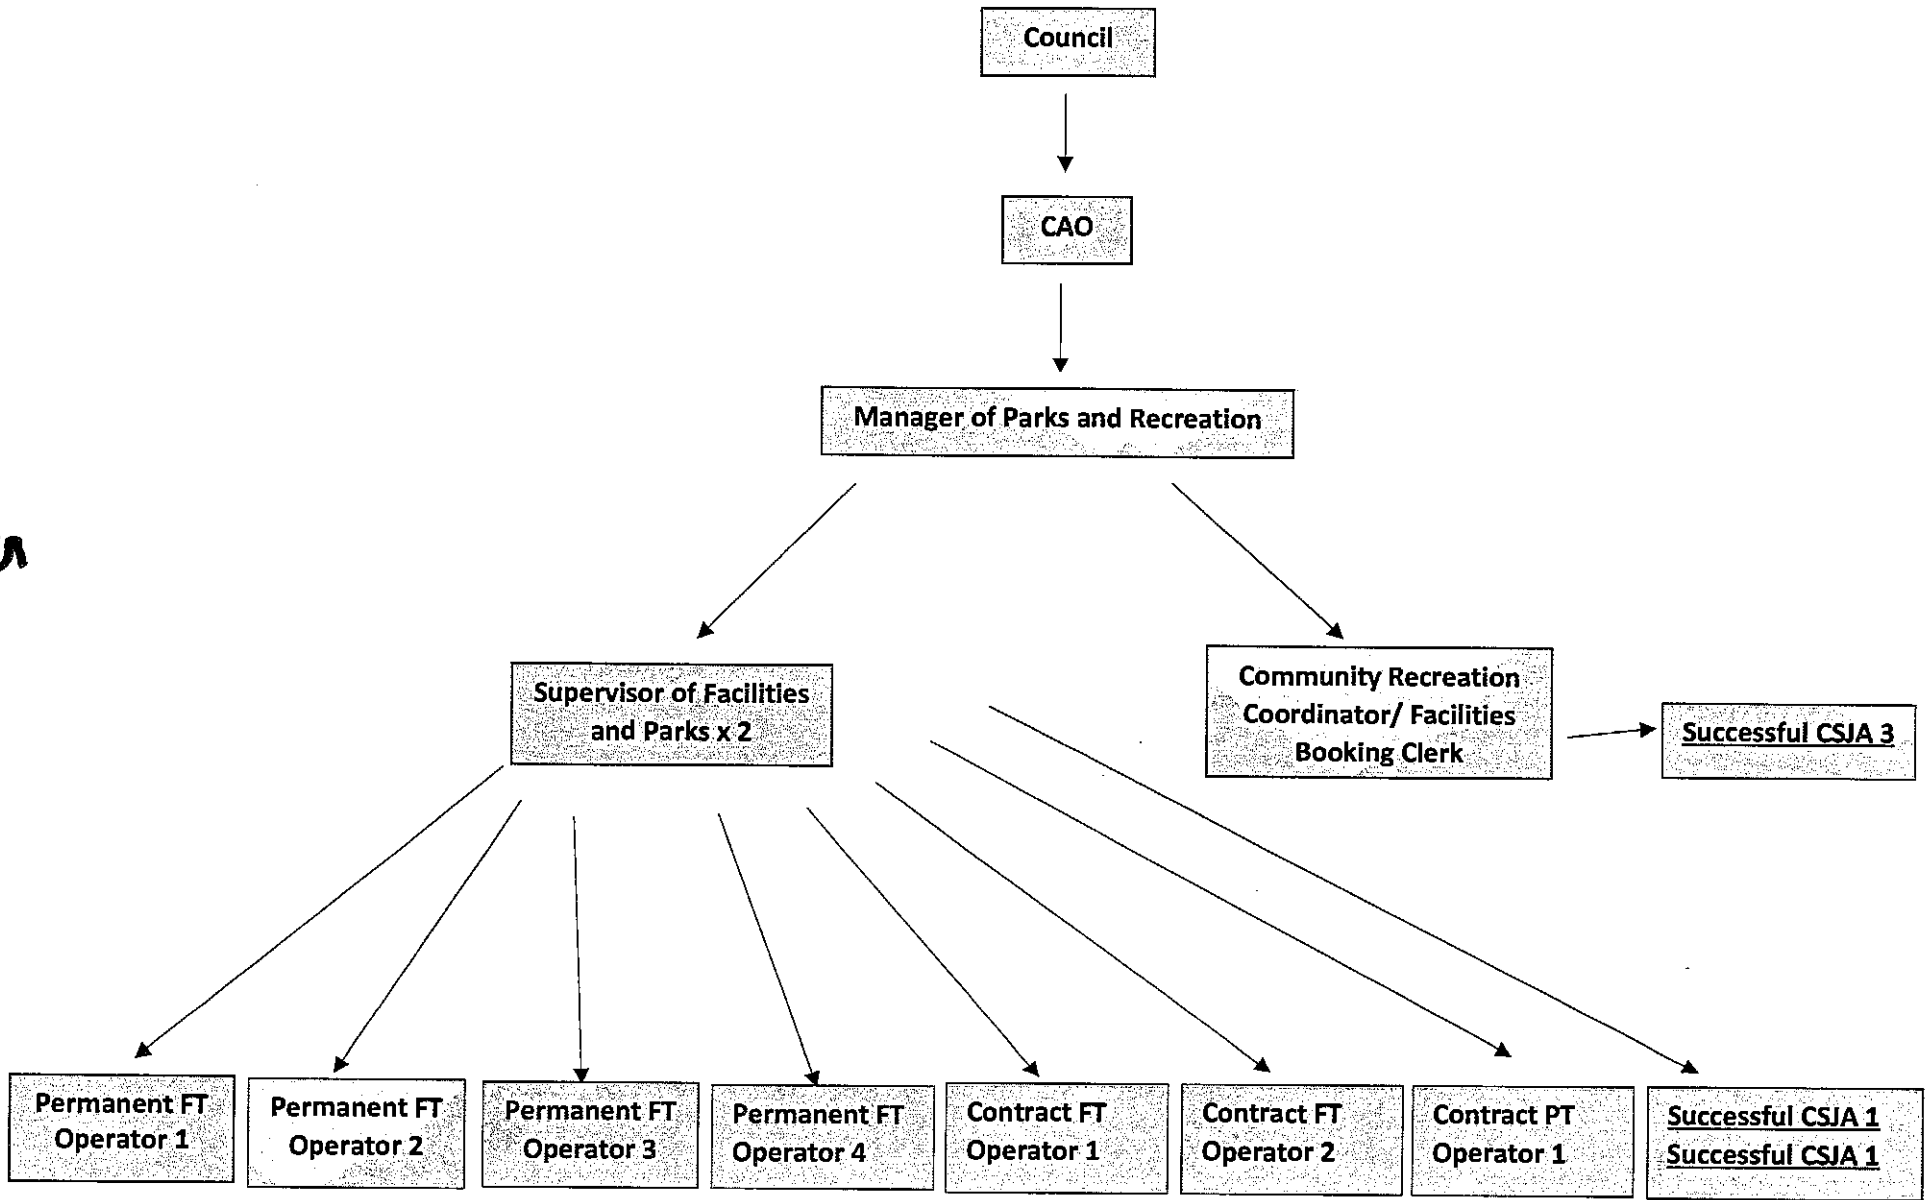 Council
CAO
Manager of Parks and Recreation
Supervisor of Facilities
and Parks x 2
Community Recreation
Coordinator/ Facilities
Booking Clerk
Successful CSJA 3
Permanent FT
Operator 1
Permanent FT
Operator 2
Permanent FT
Operator 3
Permanent FT
Operator 4
Contract FT
Operator 1
Contract FT
Operator 2
Contract PT
Operator 1
Successful CSJA 1
Successful CSJA 1